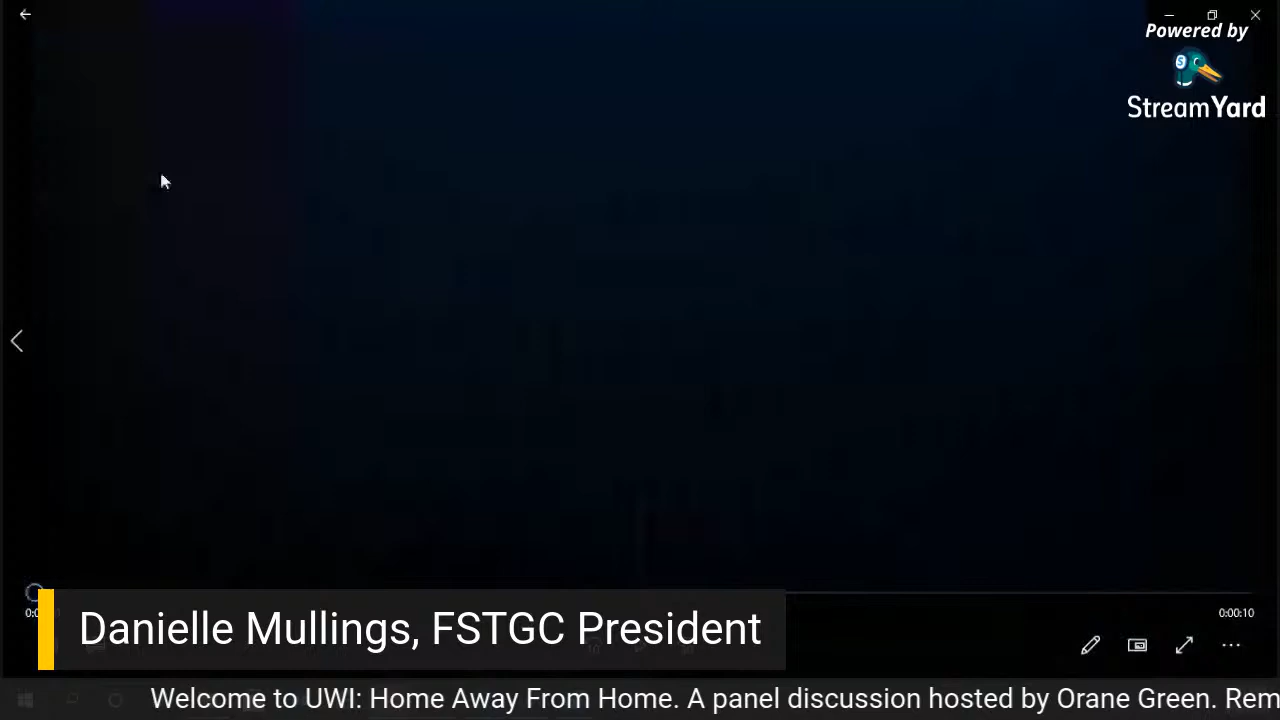 Powered by
StreamYard
0:00:10
Danielle Mullings, FSTGC President
Welcome to UWI: Home Away From Home. A panel discussion hosted by Orane Green. Rem